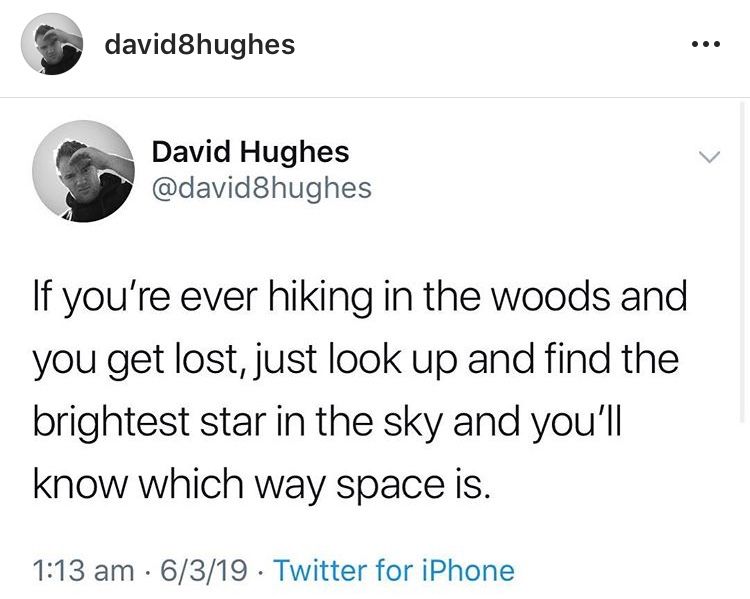 david8hughes
David Hughes
@david8hughes
If you’re ever hiking in the woods and
you get lost, just look up and find the
brightest star in the sky and you’ll
know which way space is.
1:13 am · 6/3/19 · Twitter for iPhone